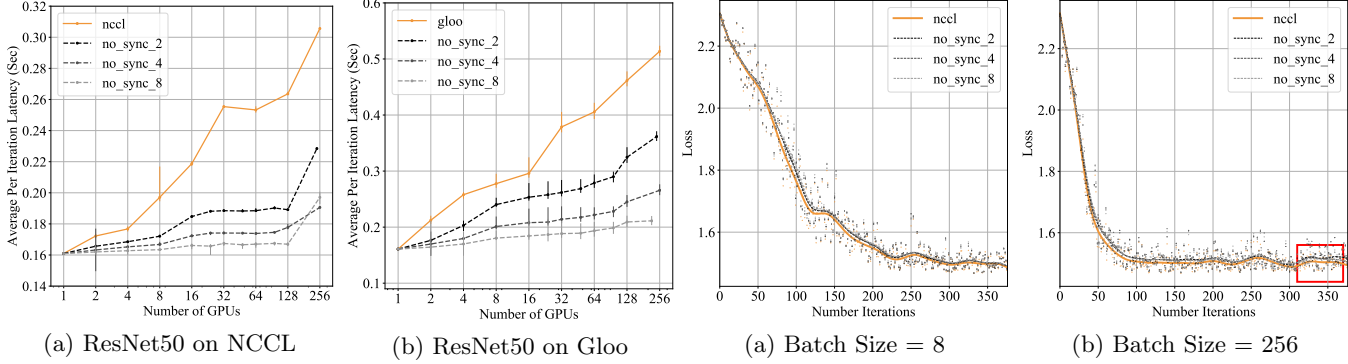 0.32
0.30
0.28
0.26
0.24
0.22
0.20
0.18
0.16
0.14
Average Per Iteration Latency (Sec)
nccl
no_sync_2
no_sync_4
no_sync_8
1 2 4 8 16 32 64 128 256
Number of GPUs
(a) ResNet50 on NCCL
0.6
0.5
0.4
0.3
0.2
0.1
Average Per Iteration Latency (Sec)
gloo
no_sync_2
no_sync_4
no_sync_8
1 2 4 8 16 32 64 128 256
Number of GPUs
(b) ResNet50 on Gloo
2.2
2.0
1.8
1.6
Loss
nccl
no_sync_2
no_sync_4
no_sync_8
0 50 100 150 200 250 300 350
Number Iterations
(a) Batch Size = 8
2.1
1.9
1.7
1.5
Loss
nccl
no_sync_2
no_sync_4
no_sync_8
0 50 100 150 200 250 300 350
Number Iterations
(b) Batch Size = 256